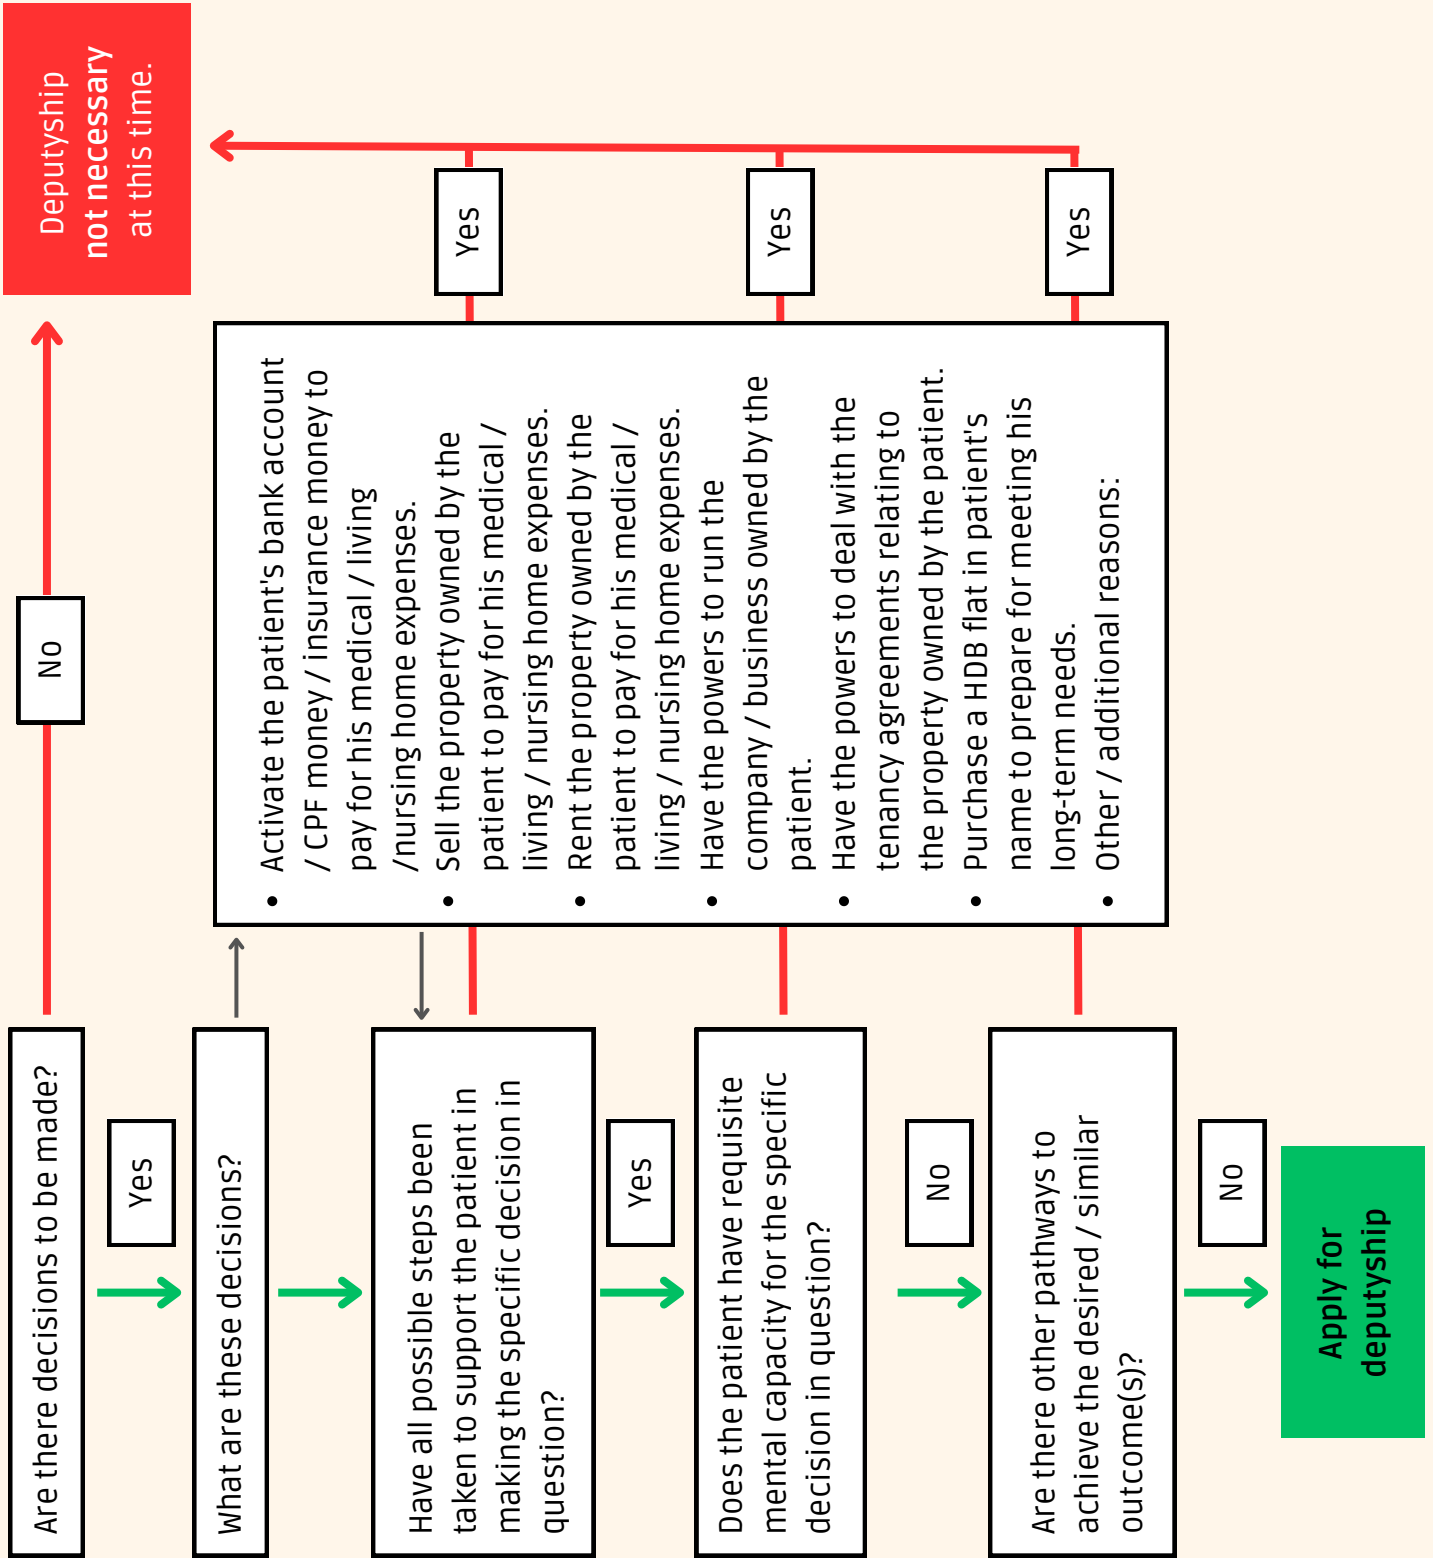 Are there decisions to be made?
No
Deputyship
not necessary
at this time.
Yes
What are these decisions?
• Activate the patient's bank account
/ CPF money / insurance money to
pay for his medical / living
/nursing home expenses.
• Sell the property owned by the
patient to pay for his medical /
living / nursing home expenses.
• Rent the property owned by the
patient to pay for his medical /
living / nursing home expenses.
• Have the powers to run the
company / business owned by the
patient.
• Have the powers to deal with the
tenancy agreements relating to
the property owned by the patient.
• Purchase a HDB flat in patient's
name to prepare for meeting his
long-term needs.
• Other / additional reasons:
Have all possible steps been
taken to support the patient in
making the specific decision in
question?
Yes
Yes
Does the patient have requisite
mental capacity for the specific
decision in question?
Yes
No
Are there other pathways to
achieve the desired / similar
outcome(s)?
Yes
No
Apply for
deputyship